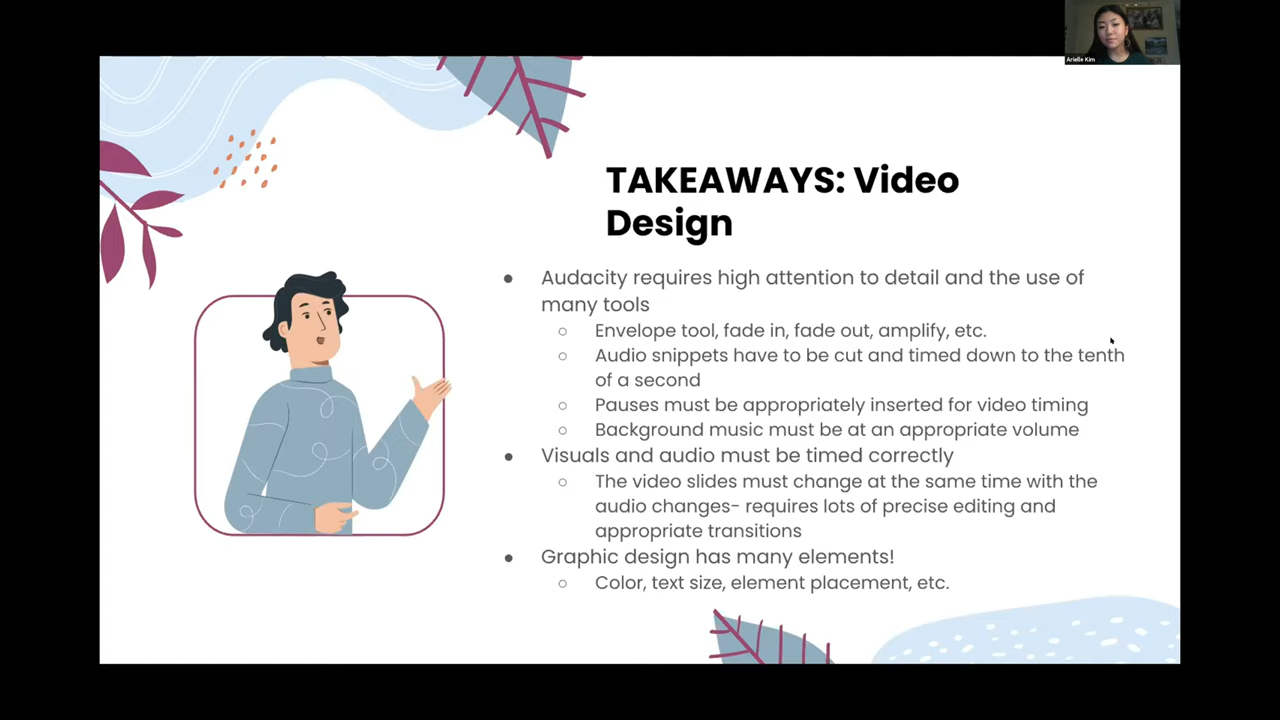 Arielle Kim
TAKEAWAYS: Video
Design
● Audacity requires high attention to detail and the use of
many tools
○ Envelope tool, fade in, fade out, amplify, etc.
○ Audio snippets have to be cut and timed down to the tenth
of a second
○ Pauses must be appropriately inserted for video timing
○ Background music must be at an appropriate volume
● Visuals and audio must be timed correctly
○ The video slides must change at the same time with the
audio changes- requires lots of precise editing and
appropriate transitions
● Graphic design has many elements!
○ Color, text size, element placement, etc.